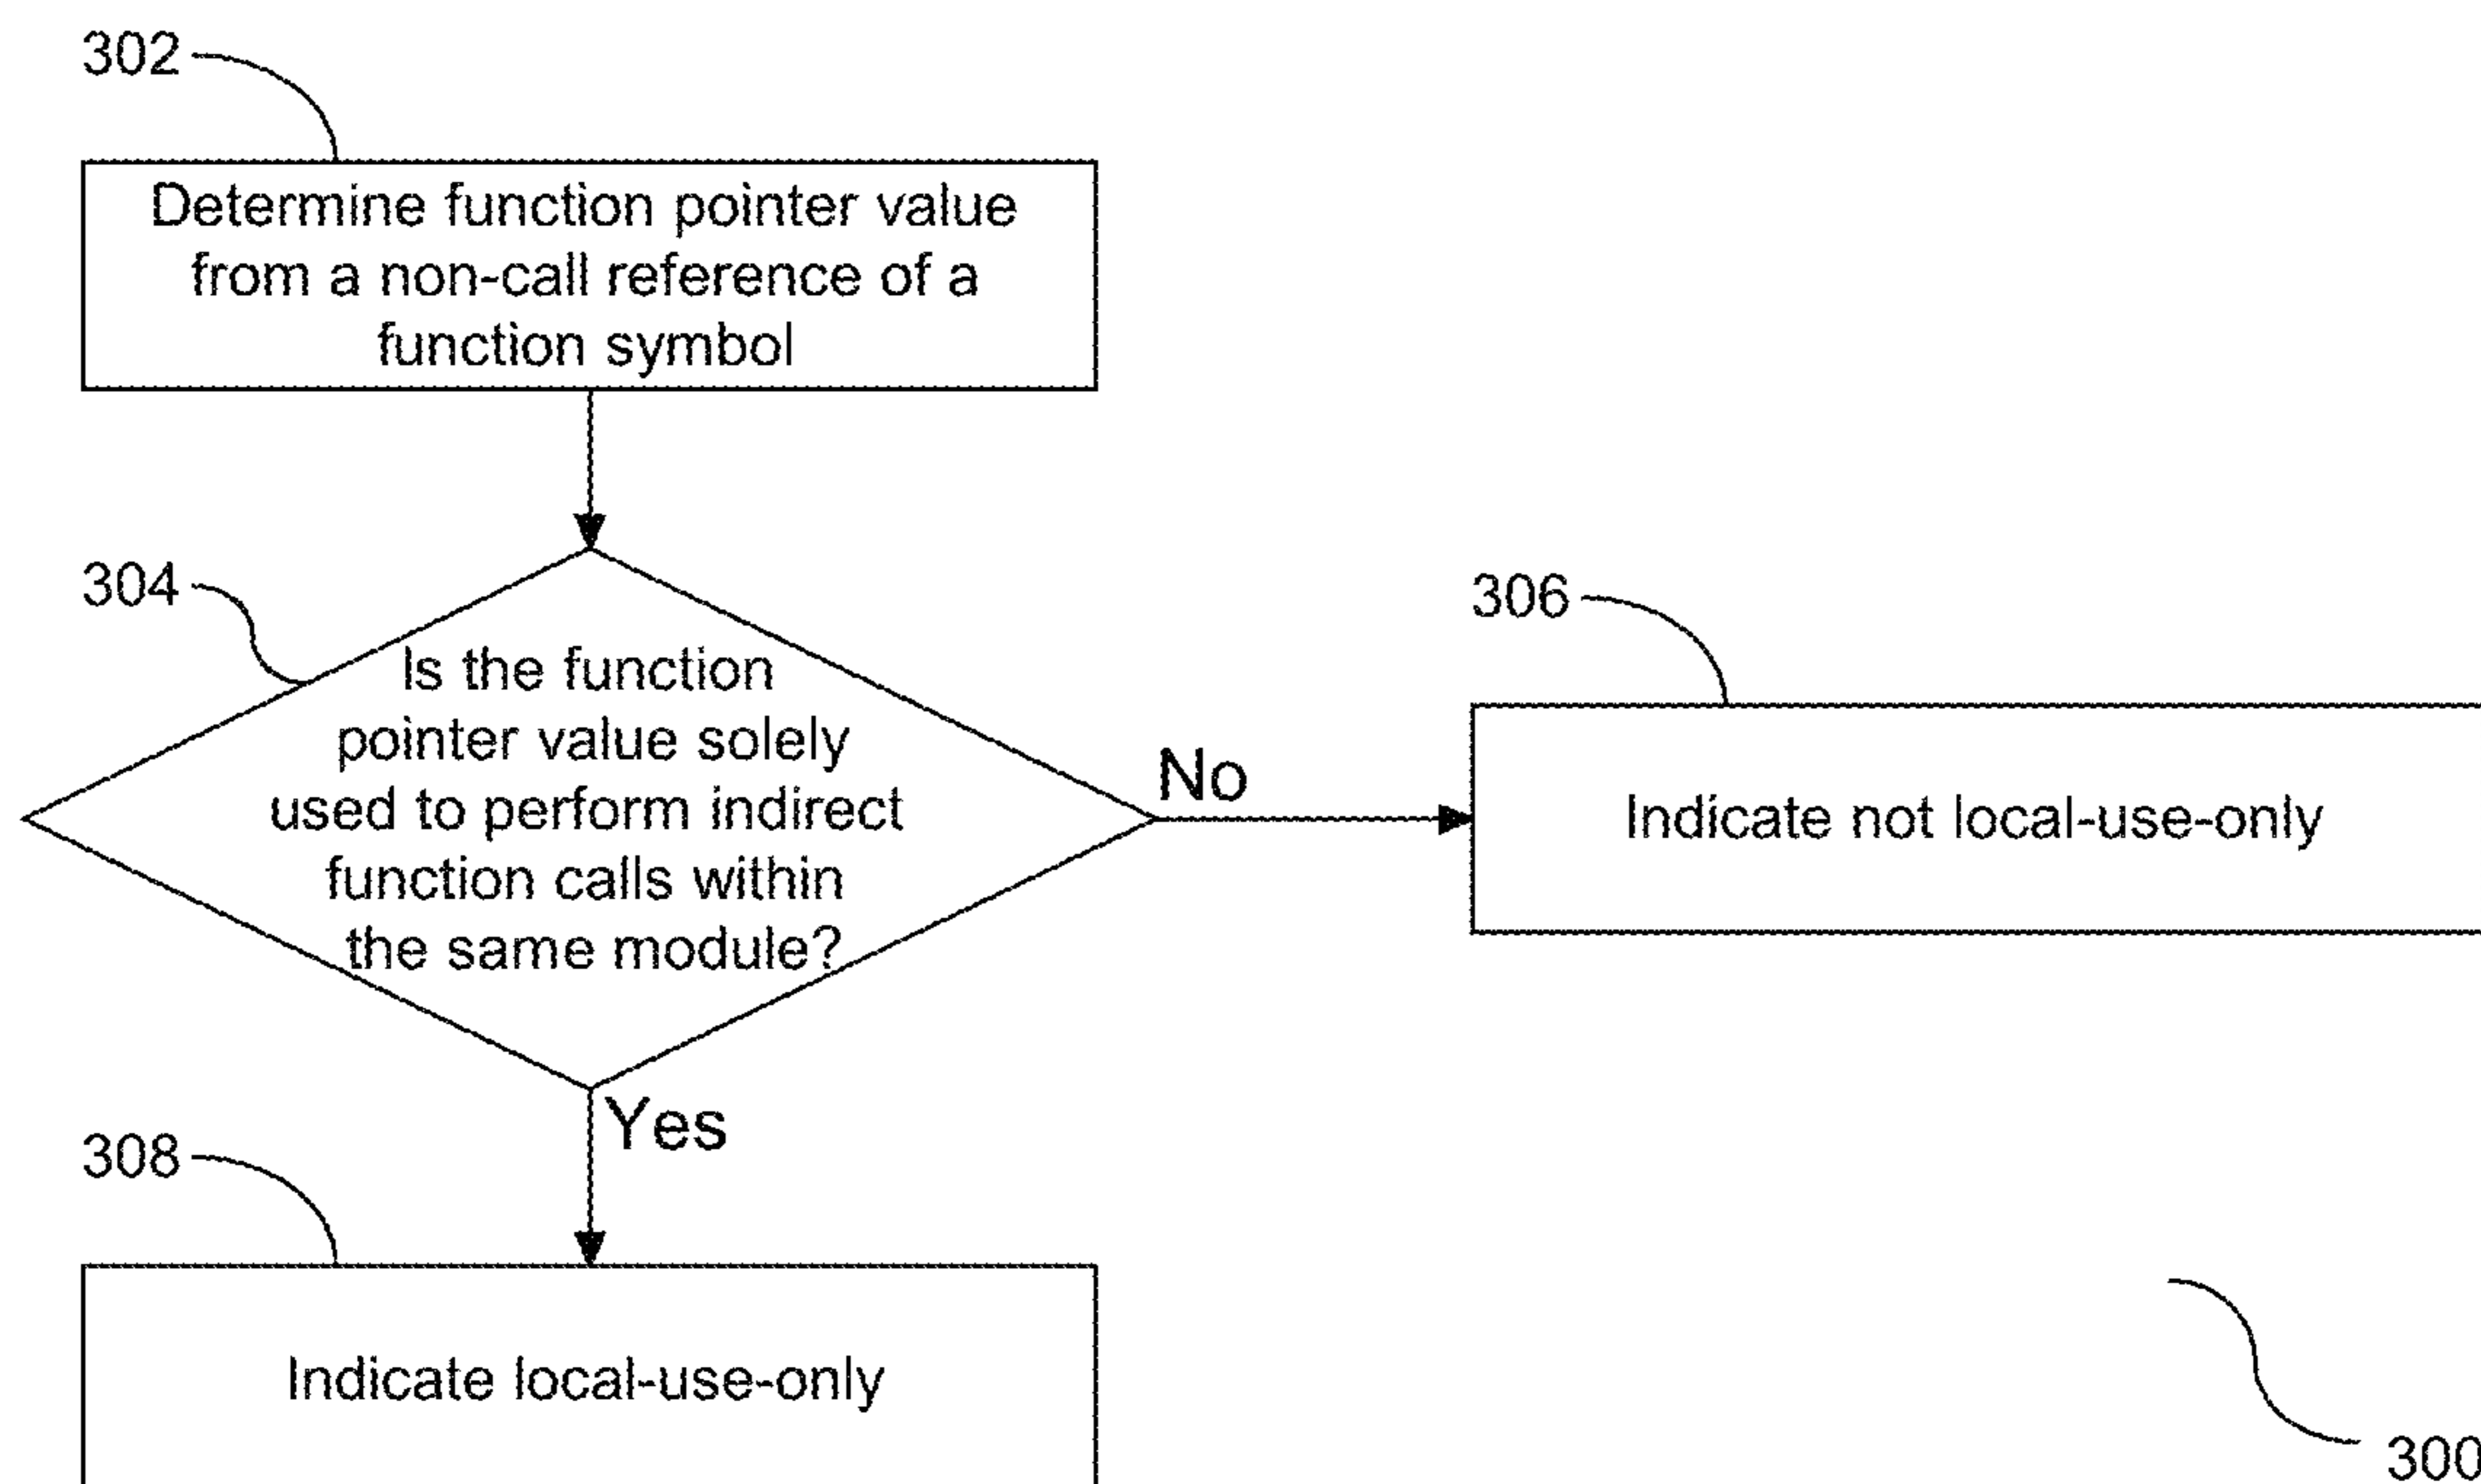 302
Determine function pointer value
from a non-call reference of a
function symbol
304
Is the function
pointer value solely
used to perform indirect
function calls within
the same module?
No
306
Indicate not local-use-only
Yes
308
Indicate local-use-only
300